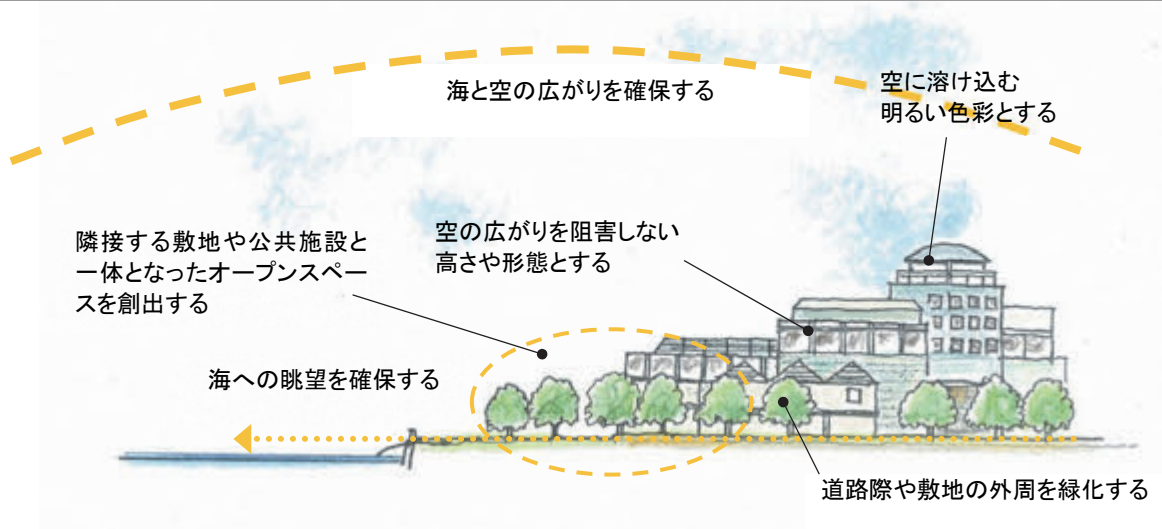 海と空の広がりを確保する
空に溶け込む
明るい色彩とする
隣接する敷地や公共施設と
一体となったオープンスペー
スを創出する
空の広がりを阻害しない
高さや形態とする
海への眺望を確保する
道路際や敷地の外周を緑化する